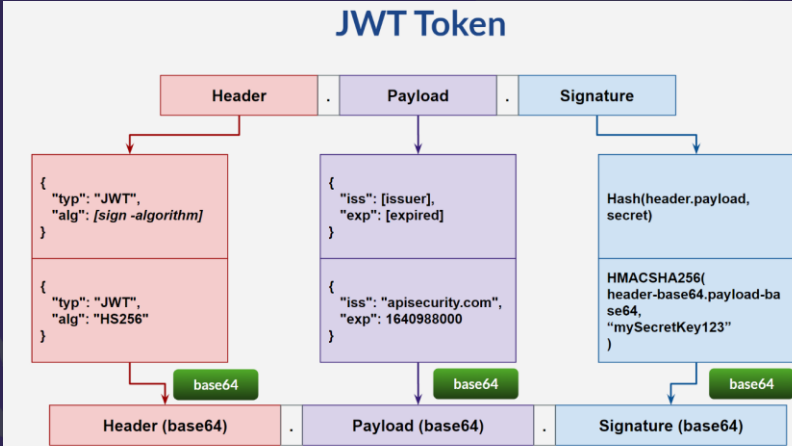 JWT Token
Header . Payload . Signature
{
"typ": "JWT",
"alg": [sign -algorithm]
}
{
"iss": [issuer],
"exp": [expired]
}
Hash(header.payload,
secret)
{
"typ": "JWT",
"alg": "HS256"
}
{
"iss": "apisecurity.com",
"exp": 1640988000
}
HMACSHA256(
header-base64.payload-ba
se64,
“mySecretKey123”
)
base64
base64
base64
Header (base64) . Payload (base64) . Signature (base64)